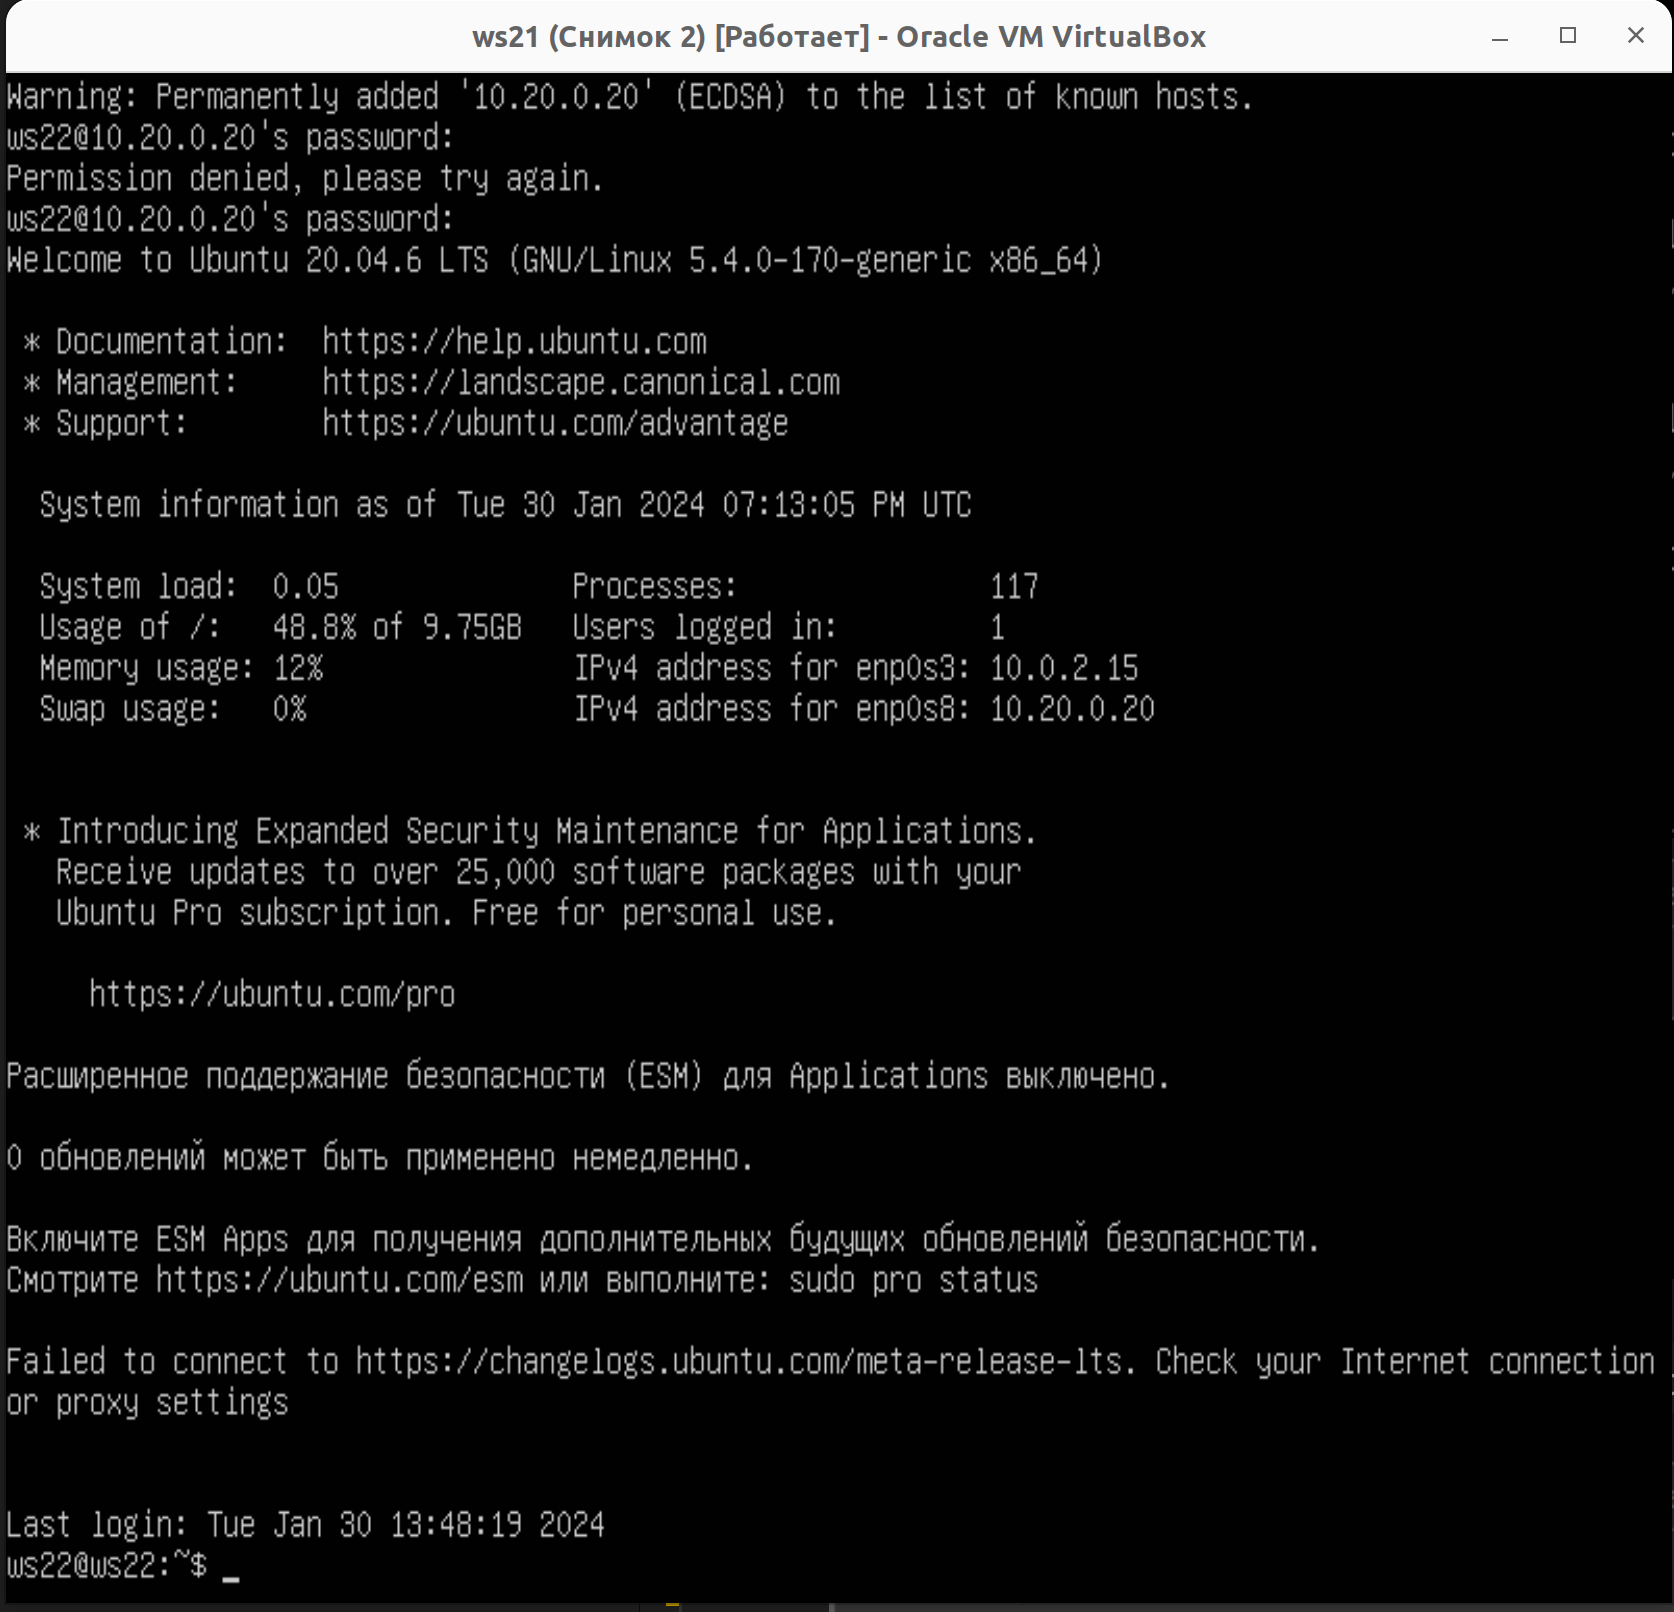 ws21 (Снимок 2) [Работает] - Oracle VM VirtualBox
Warning: Permanently added '10.20.0.20' (ECDSA) to the list of known hosts.
ws22@10.20.0.20's password:
Permission denied, please try again.
ws22@10.20.0.20's password:
Welcome to Ubuntu 20.04.6 LTS (GNU/Linux 5.4.0-170-generic x86_64)
* Documentation:  https://help.ubuntu.com
* Management:     https://landscape.canonical.com
* Support:        https://ubuntu.com/advantage
System information as of Tue 30 Jan 2024 07:13:05 PM UTC
System load:  0.05              Processes:               117
Usage of /:   48.8% of 9.75GB   Users logged in:         1
Memory usage: 12%               IPv4 address for enp0s3: 10.0.2.15
Swap usage:   0%                IPv4 address for enp0s8: 10.20.0.20
* Introducing Expanded Security Maintenance for Applications.
Receive updates to over 25,000 software packages with your
Ubuntu Pro subscription. Free for personal use.
https://ubuntu.com/pro
Расширенное поддержание безопасности (ESM) для Applications выключено.
0 обновлений может быть применено немедленно.
Включите ESM Apps для получения дополнительных будущих обновлений безопасности.
Смотрите https://ubuntu.com/esm или выполните: sudo pro status
Failed to connect to https://changelogs.ubuntu.com/meta-release-lts. Check your Internet connection
or proxy settings
Last login: Tue Jan 30 13:48:19 2024
ws22@ws22:~$ _